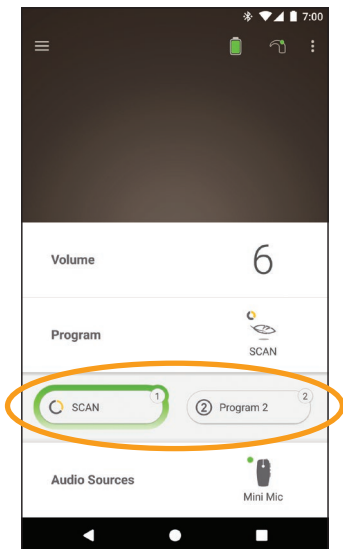 7:00
Volume 6
Program
SCAN
SCAN 1 2 Program 2 2
Audio Sources
Mini Mic